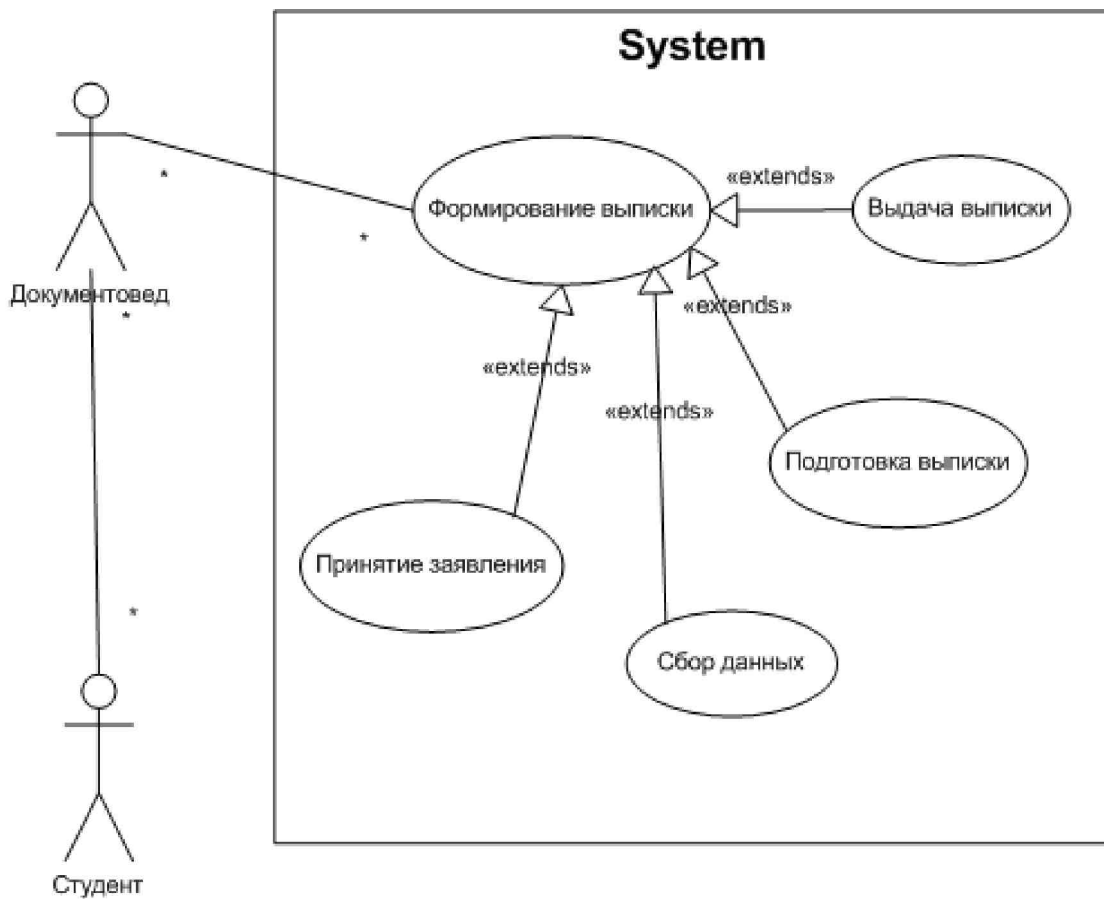 System
«extends»
Формирование выписки
Выдача выписки
*
*
Документовед
*
«extends»
«extends»
«extends»
Подготовка выписки
Принятие заявления
*
Сбор данных
Студент